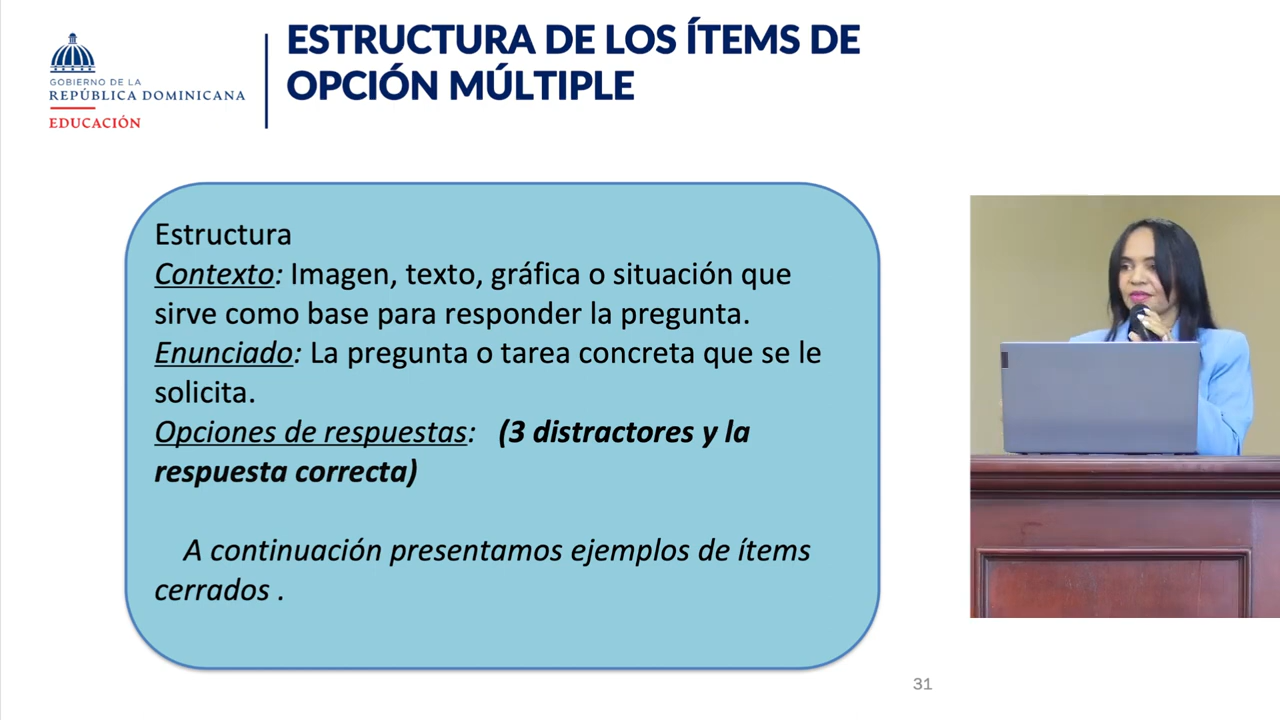 ESTRUCTURA DE LOS ÍTEMS DE
OPCIÓN MÚLTIPLE
GOBIERNO DE LA
REPÚBLICA DOMINICANA
EDUCACIÓN
Estructura
Contexto: Imagen, texto, gráfica o situación que
sirve como base para responder la pregunta.
Enunciado: La pregunta o tarea concreta que se le
solicita.
Opciones de respuestas: (3 distractores y la
respuesta correcta)
A continuación presentamos ejemplos de ítems
cerrados .
31